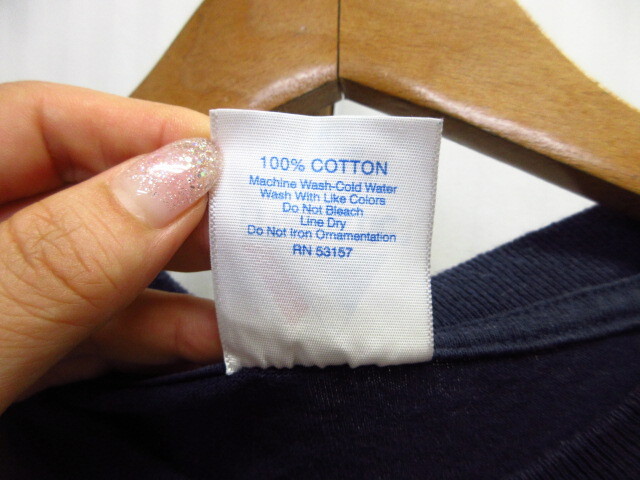 100% COTTON
Machine Wash-Cold Water
Wash With Like Colors
Do Not Bleach
Line Dry
Do Not Iron Ornamentation
RN 53157